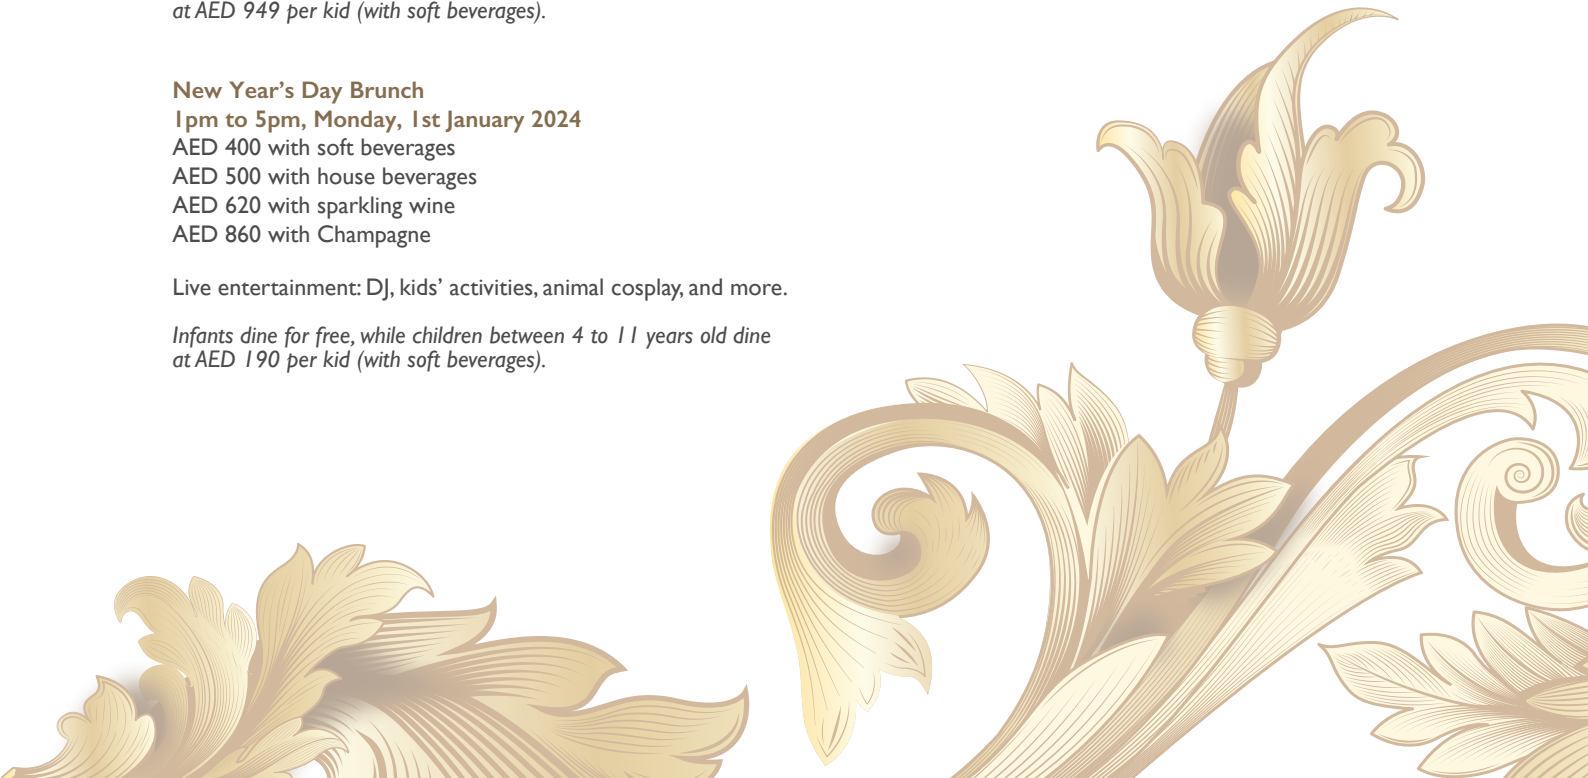 at AED 949 per kid (with soft beverages).
New Year’s Day Brunch
1pm to 5pm, Monday, 1st January 2024
AED 400 with soft beverages
AED 500 with house beverages
AED 620 with sparkling wine
AED 860 with Champagne
Live entertainment: DJ, kids’ activities, animal cosplay, and more.
Infants dine for free, while children between 4 to 11 years old dine
at AED 190 per kid (with soft beverages).